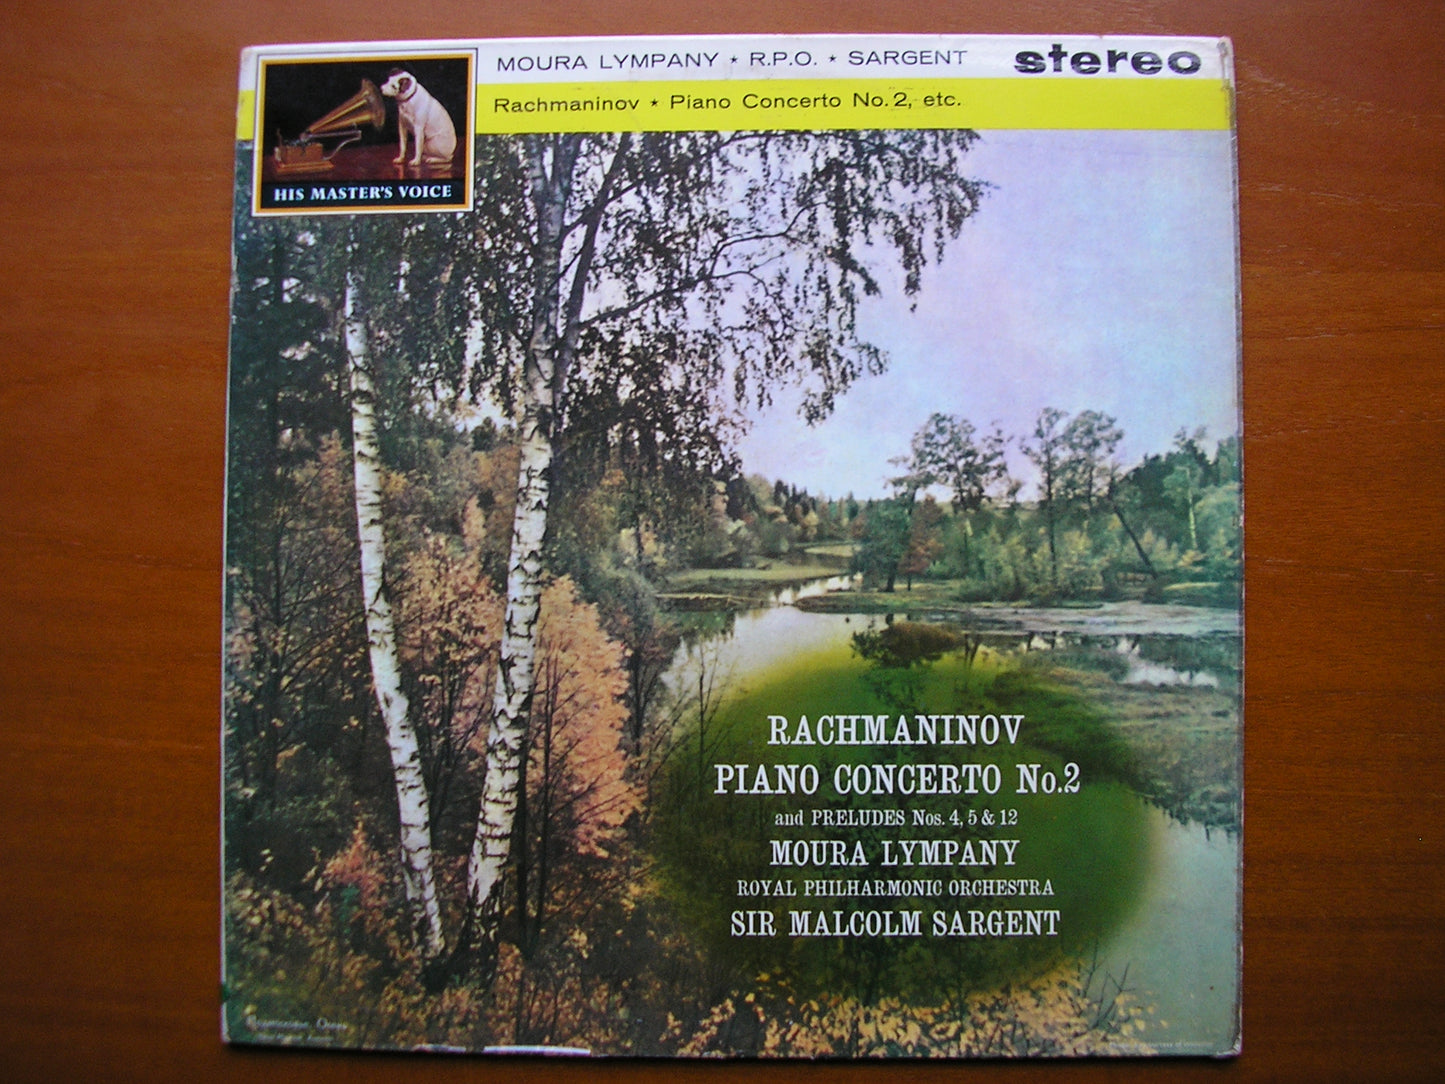 MOURA LYMPANY ★ R.P.O. ★ SARGENT
stereo
Rachmaninov ★ Piano Concerto No.2, etc.
HIS MASTER'S VOICE
RACHMANINOV
PIANO CONCERTO No.2
and PRELUDES Nos. 4, 5 & 12
MOURA LYMPANY
ROYAL PHILHARMONIC ORCHESTRA
SIR MALCOLM SARGENT